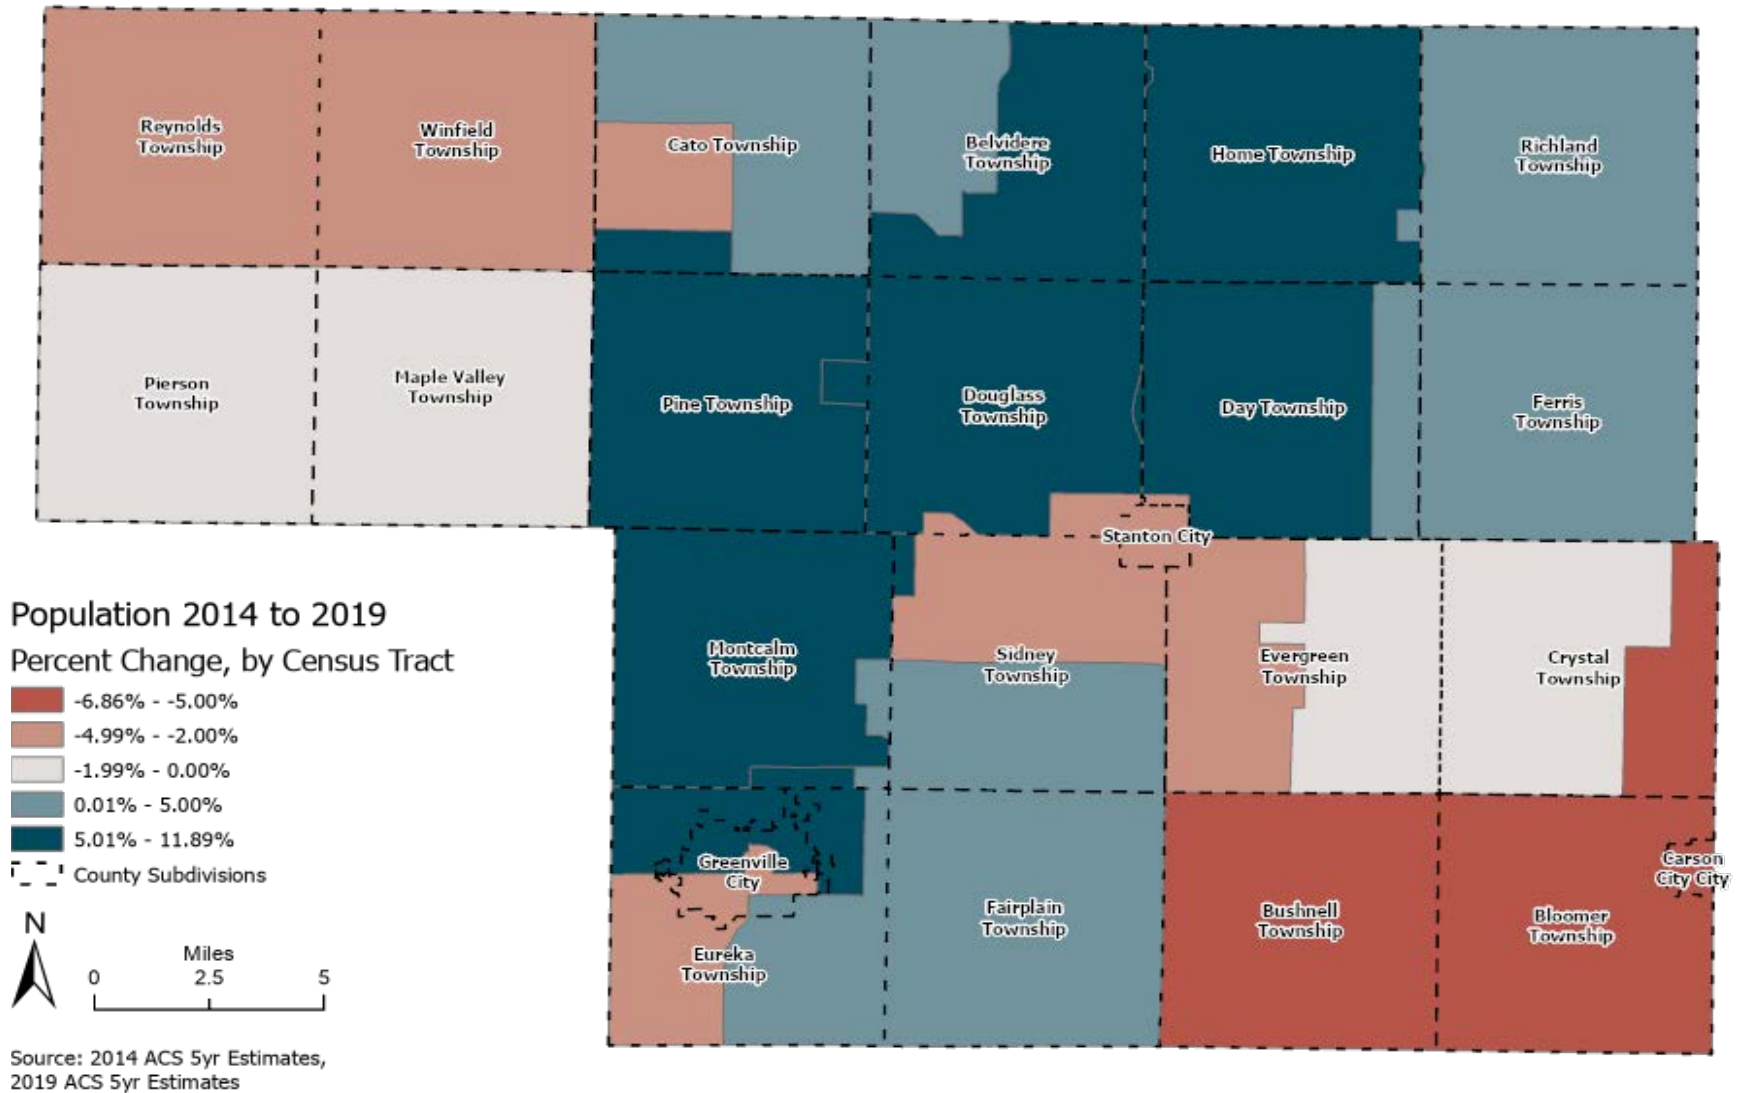 Reynolds
Township
Winfield
Township
Cato Township
Belvidere
Township
Home Township
Richland
Township
Pierson
Township
Maple Valley
Township
Pine Township
Douglass
Township
Day Township
Ferris
Township
Stanton City
Montcalm
Township
Sidney
Township
Evergreen
Township
Crystal
Township
Greenville
City
Eureka
Township
Fairplain
Township
Bushnell
Township
Bloomer
Township
Carson
City City
Population 2014 to 2019
Percent Change, by Census Tract
-6.86% - -5.00%
-4.99% - -2.00%
-1.99% - 0.00%
0.01% - 5.00%
5.01% - 11.89%
County Subdivisions
N
Miles
0 2.5 5
Source: 2014 ACS 5yr Estimates,
2019 ACS 5yr Estimates